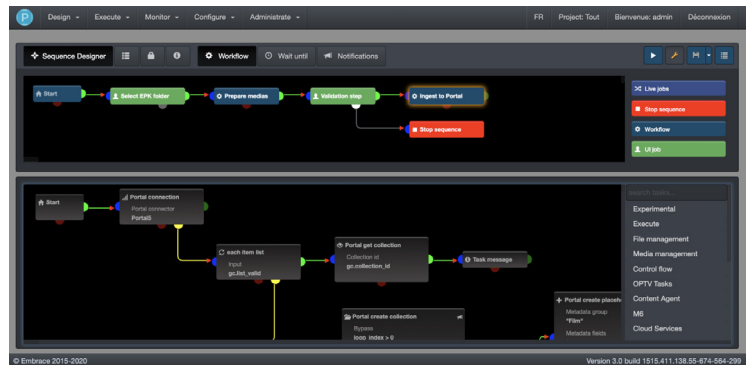 P Design Execute Monitor Configure Administrate FR Project: Tout Bienvenue: admin Déconnexion
Sequence Designer Workflow Wait until Notifications
Start Select EPK folder Prepare medias Validation step Ingest to Portal
Stop sequence
Live jobs
Stop sequence
Workflow
UI job
Start
Portal connection
Portal connector
Portal5
each item list
Input
gc.list_valid
Portal get collection
Collection id
gc.collection_id
Task message
Portal create collection
Bypass
loop_index > 0
Portal create placeh
Metadata group
"Film"
Metadata fields
search tasks...
Experimental
Execute
File management
Media management
Control flow
OPTV Tasks
Content Agent
M6
Cloud Services
© Embrace 2015-2020 Version 3.0 build 1515.411.138.55-674-564-299